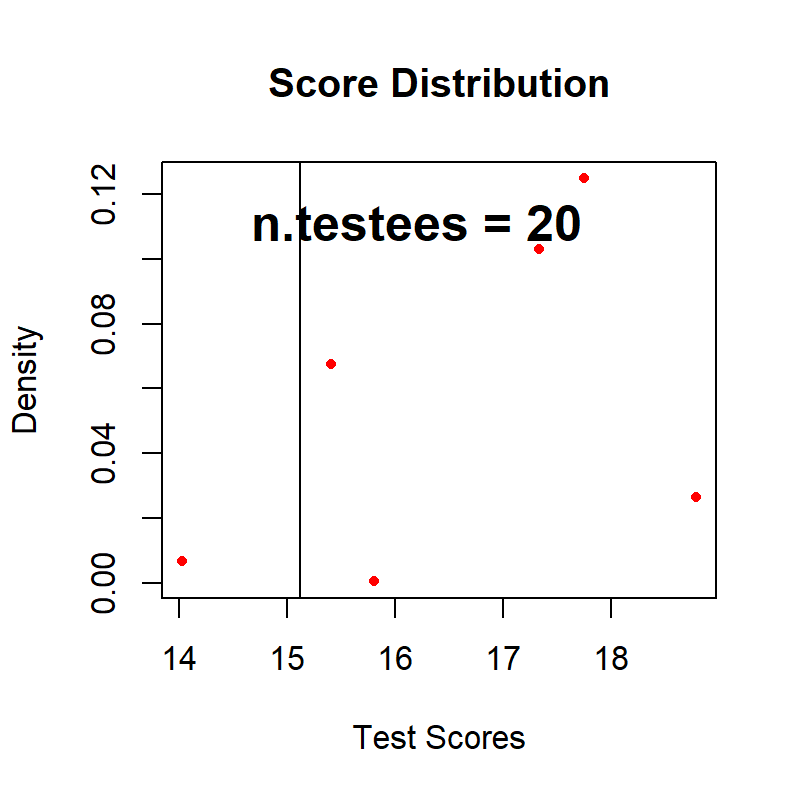 Score Distribution
n.testees = 20
0.12
0.08
0.04
0.00
Density
14 15 16 17 18
Test Scores